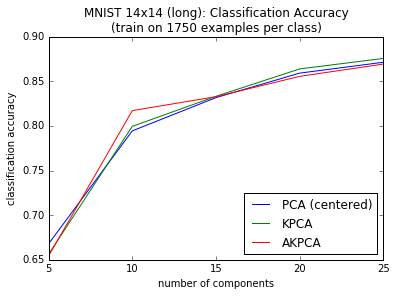 MNIST 14x14 (long): Classification Accuracy
(train on 1750 examples per class)
classification accuracy
0.90
0.85
0.80
0.75
0.70
0.65
5
10
15
20
25
number of components
PCA (centered)
KPCA
AKPCA